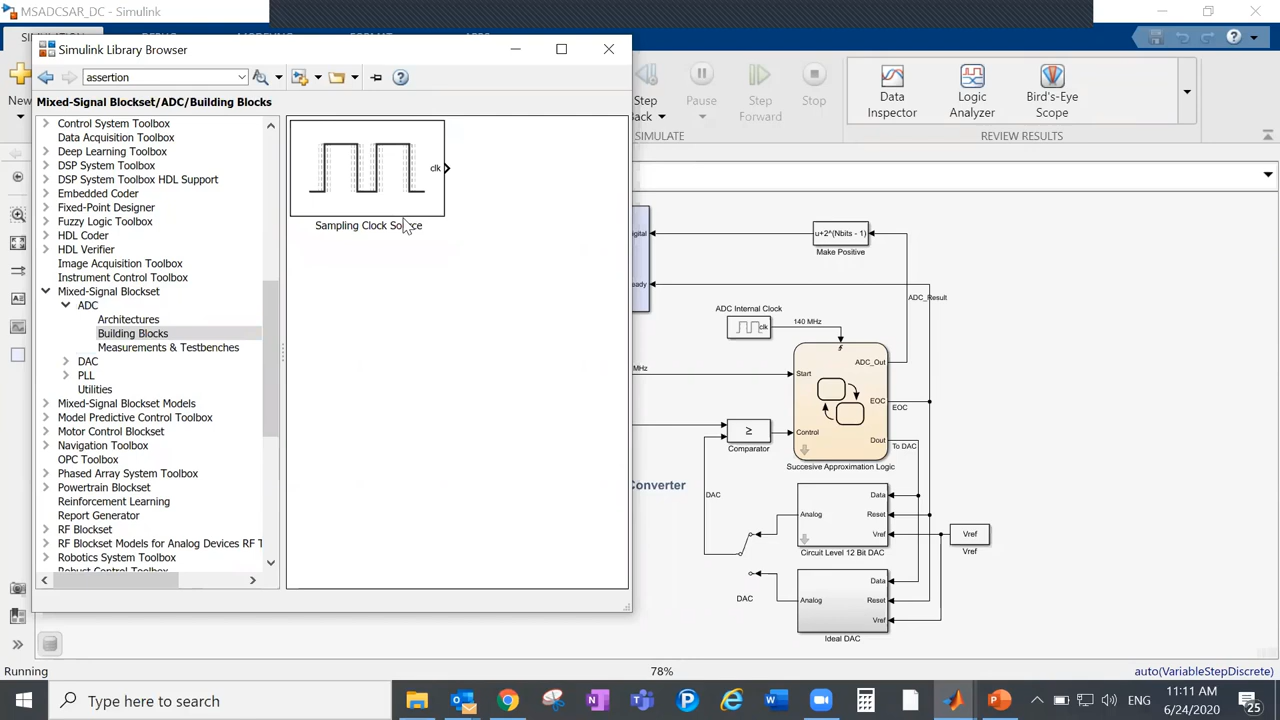 MSADCSAR_DC - Simulink
Simulink Library Browser
assertion
Mixed-Signal Blockset/ADC/Building Blocks
Control System Toolbox
Data Acquisition Toolbox
Deep Learning Toolbox
DSP System Toolbox
DSP System Toolbox HDL Support
Embedded Coder
Fixed-Point Designer
Fuzzy Logic Toolbox
HDL Coder
HDL Verifier
Image Acquisition Toolbox
Instrument Control Toolbox
Mixed-Signal Blockset
ADC
Architectures
Building Blocks
Measurements & Testbenches
DAC
PLL
Utilities
Mixed-Signal Blockset Models
Model Predictive Control Toolbox
Motor Control Blockset
Navigation Toolbox
OPC Toolbox
Phased Array System Toolbox
Powertrain Blockset
Reinforcement Learning
Report Generator
RF Blockset
RF Blockset Models for Analog Devices RF T
Robotics System Toolbox
clk
Sampling Clock Source
New
Step
Back
Pause
Step
Forward
Stop
SIMULATE
Data
Inspector
Logic
Analyzer
Bird's-Eye
Scope
REVIEW RESULTS
igital
eady
u+2^(Nbits - 1)
Make Positive
ADC_Result
ADC Internal Clock
clk
140 MHz
MHz
Start
ADC_Out
EOC
EOC
Control
Dout
To DAC
Succesive Approximation Logic
≥
Comparator
Converter
DAC
Data
Analog
Reset
Vref
Circuit Level 12 Bit DAC
Vref
Vref
DAC
Data
Analog
Reset
Vref
Ideal DAC
Running
78%
auto(VariableStepDiscrete)
Type here to search
ENG
11:11 AM
6/24/2020
25